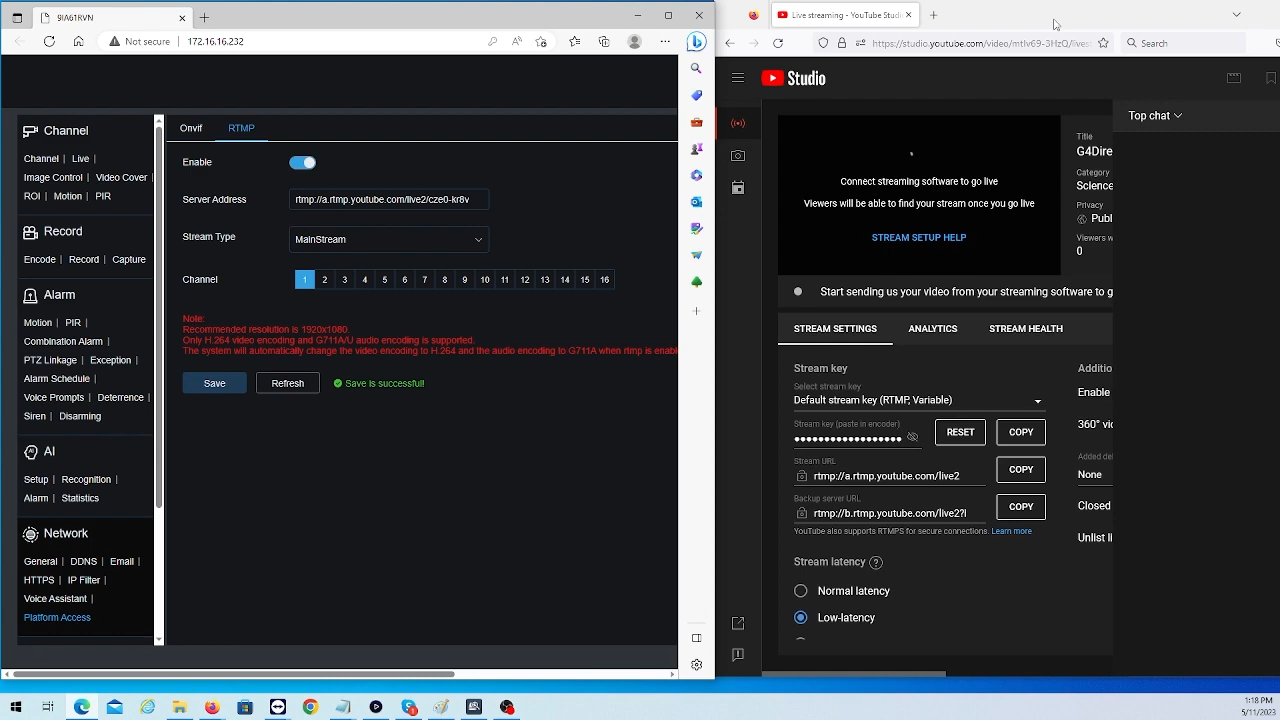 9IA61RVN
Not secure
172.16.16.232
Channel
Channel | Live |
Image Control | Video Cover |
ROI | Motion | PIR
Record
Encode | Record | Capture
Alarm
Motion | PIR |
Combination Alarm |
PTZ Linkage | Exception |
Alarm Schedule |
Voice Prompts | Deterrence |
Siren | Disarming
AI
Setup | Recognition |
Alarm | Statistics
Network
General | DDNS | Email |
HTTPS | IP Filter |
Voice Assistant |
Platform Access
Onvif
RTMP
Enable
Server Address
rtmp://a.rtmp.youtube.com/live2/cze0-kr8v
Stream Type
MainStream
Channel
1 2 3 4 5 6 7 8 9 10 11 12 13 14 15 16
Note:
Recommended resolution is 1920x1080.
Only H.264 video encoding and G711A/U audio encoding is supported.
The system will automatically change the video encoding to H.264 and the audio encoding to G711A when rtmp is enabl
Save
Refresh
Save is successful!
Live streaming - YouTube Studi
https://studio.youtube.com/video/mtIv69-3HzQ/lives
Search
Studio
Connect streaming software to go live
Viewers will be able to find your stream once you go live
STREAM SETUP HELP
Title
G4Dire
Category
Science
Privacy
Publ
Viewers w
0
Top chat
Start sending us your video from your streaming software to g
STREAM SETTINGS
ANALYTICS
STREAM HEALTH
Stream key
Select stream key
Default stream key (RTMP, Variable)
Stream key (paste in encoder)
RESET
COPY
Stream URL
rtmp://a.rtmp.youtube.com/live2
COPY
Backup server URL
rtmp://b.rtmp.youtube.com/live2?l
COPY
YouTube also supports RTMPS for secure connections. Learn more
Stream latency
Normal latency
Low-latency
Additio
Enable
360° vid
Added del
None
Closed
Unlist li
1:18 PM
5/11/2023